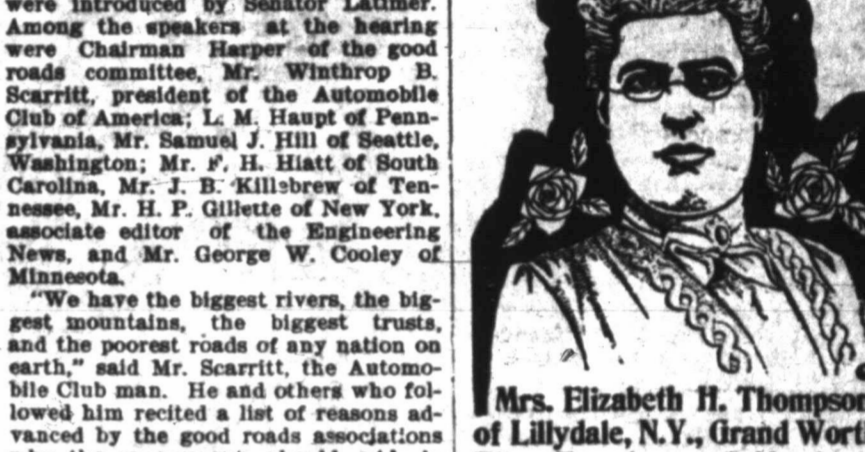 were introduced by Senator Latimer.
Among the speakers at the hearing
were Chairman Harper of the good
roads committee, Mr. Winthrop B.
Scarritt, president of the Automobile
Club of America; L. M. Haupt of Penn-
sylvania, Mr. Samuel J. Hill of Seattle,
Washington; Mr. F. H. Hiatt of South
Carolina, Mr. J. B. Killebrew of Ten-
nessee, Mr. H. P. Gillette of New York,
associate editor of the Engineering
News, and Mr. George W. Cooley of
Minnesota.
"We have the biggest rivers, the big-
gest mountains, the biggest trusts,
and the poorest roads of any nation on
earth," said Mr. Scarritt, the Automo-
bile Club man. He and others who fol-
lowed him recited a list of reasons ad-
vanced by the good roads associations
Mrs. Elizabeth H. Thompson
of Lillydale, N.Y., Grand Wort